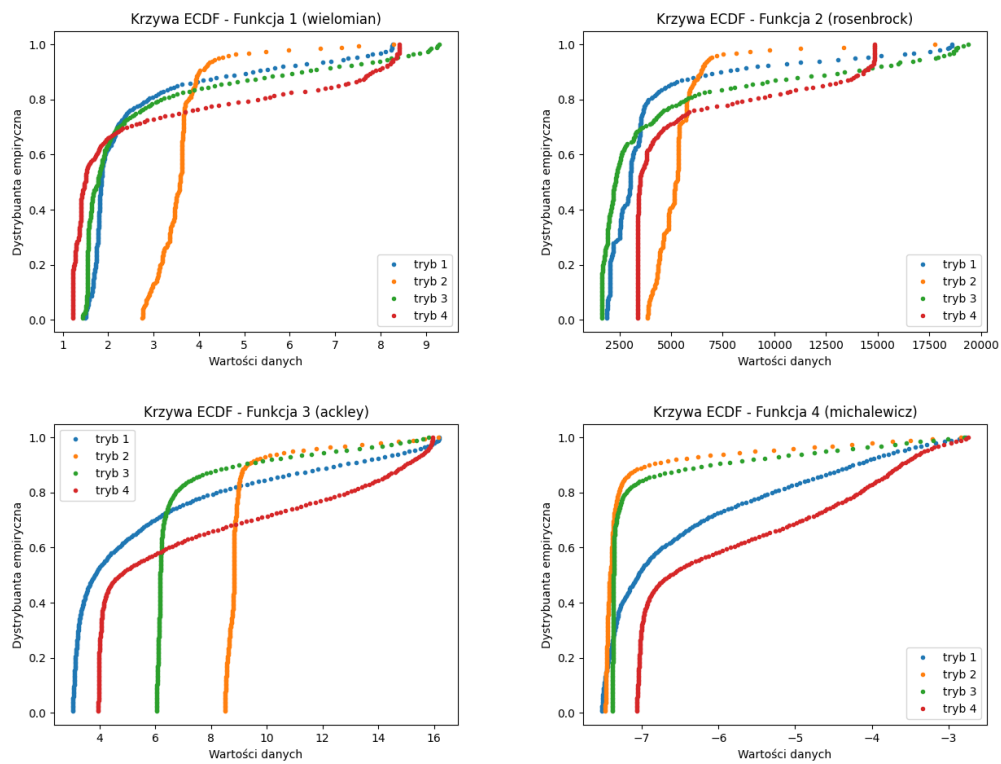 Krzywa ECDF - Funkcja 1 (wielomian)
Dystrybuanta empiryczna
1.0
0.8
0.6
0.4
0.2
0.0
tryb 1
tryb 2
tryb 3
tryb 4
1 2 3 4 5 6 7 8 9
Wartości danych
Krzywa ECDF - Funkcja 2 (rosenbrock)
Dystrybuanta empiryczna
1.0
0.8
0.6
0.4
0.2
0.0
tryb 1
tryb 2
tryb 3
tryb 4
2500 5000 7500 10000 12500 15000 17500 20000
Wartości danych
Krzywa ECDF - Funkcja 3 (ackley)
Dystrybuanta empiryczna
1.0
0.8
0.6
0.4
0.2
0.0
tryb 1
tryb 2
tryb 3
tryb 4
4 6 8 10 12 14 16
Wartości danych
Krzywa ECDF - Funkcja 4 (michalewicz)
Dystrybuanta empiryczna
1.0
0.8
0.6
0.4
0.2
0.0
tryb 1
tryb 2
tryb 3
tryb 4
−7 −6 −5 −4 −3
Wartości danych